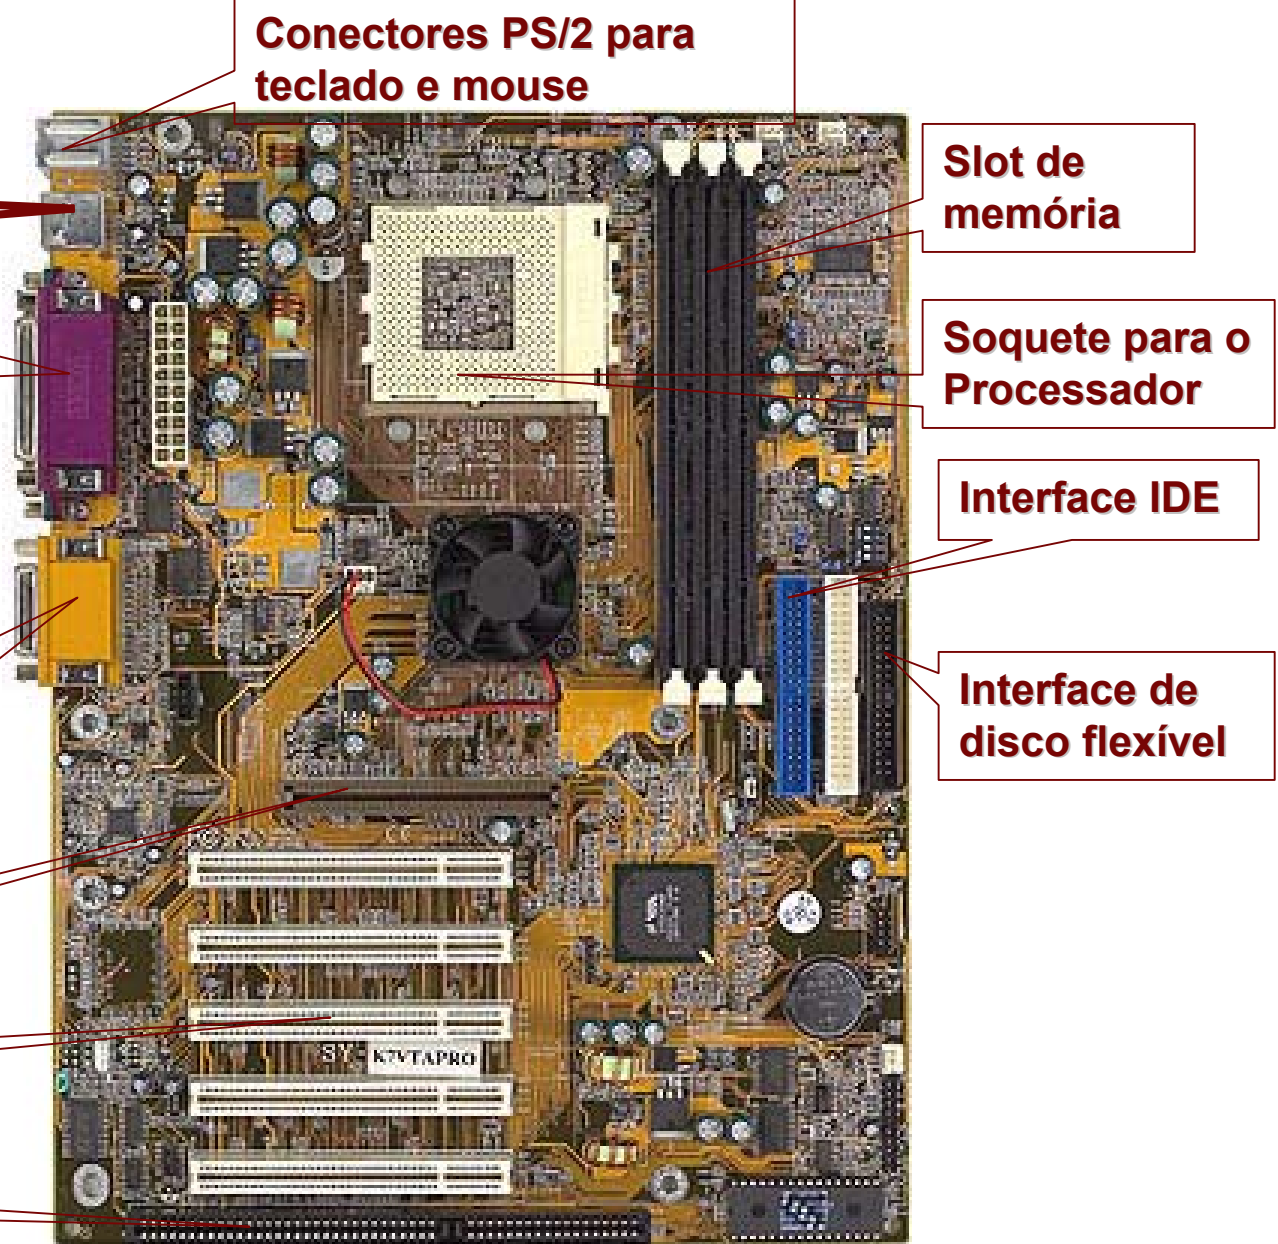 Conectores PS/2 para
teclado e mouse
Slot de
memória
Soquete para o
Processador
Interface IDE
Interface de
disco flexível
SY- K7VTAPRO